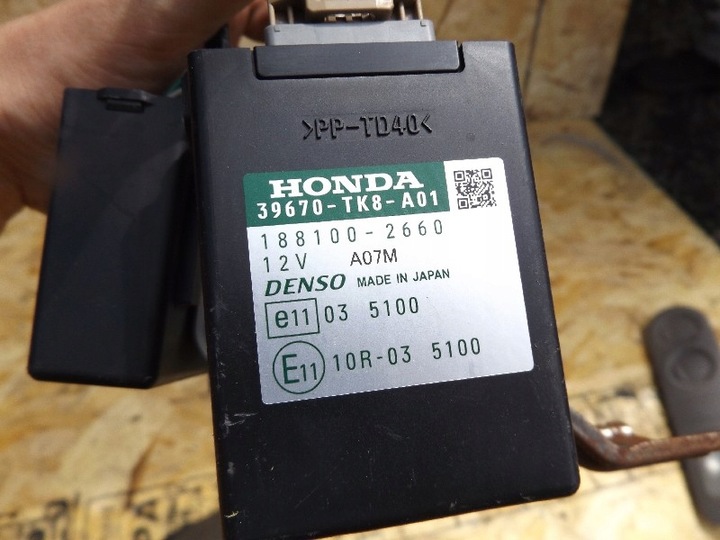 >PP-TD40<
HONDA
39670-TK8-A01
188100-2660
12V A07M
DENSO MADE IN JAPAN
e11 03 5100
E11 10R-03 5100